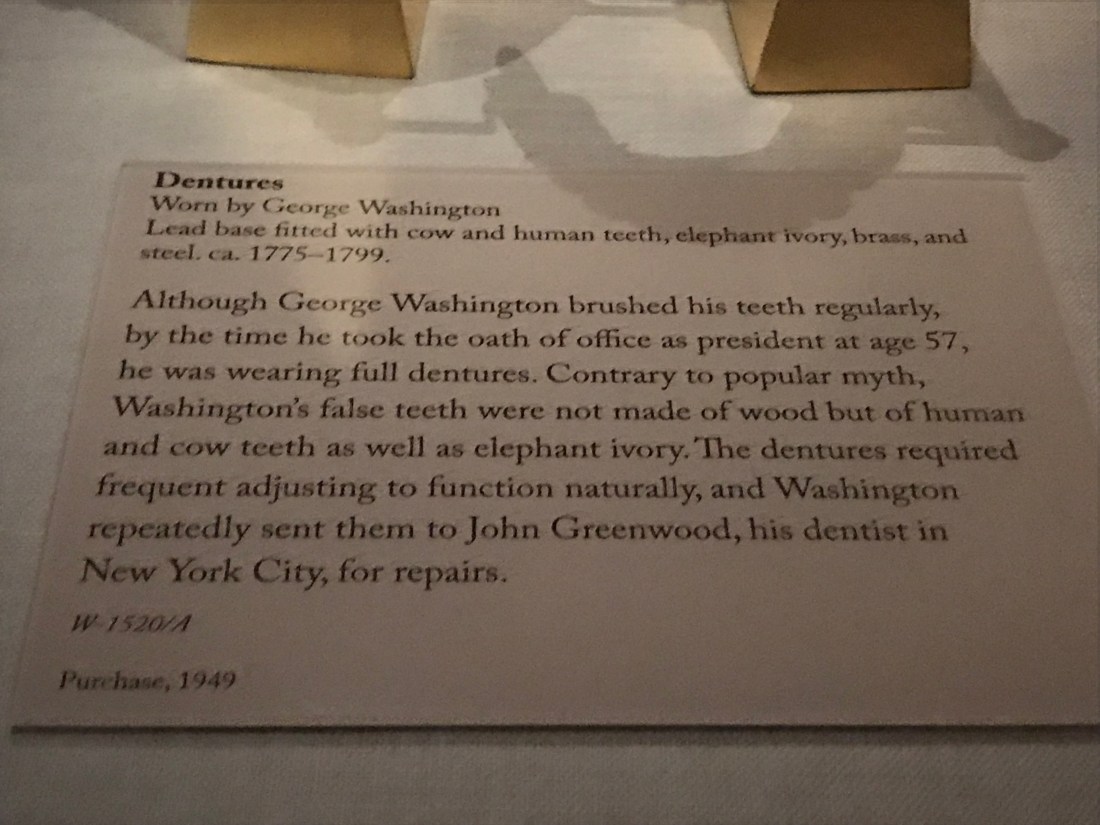 Dentures
Worn by George Washington
Lead base fitted with cow and human teeth, elephant ivory, brass, and
steel. ca. 1775–1799.
Although George Washington brushed his teeth regularly,
by the time he took the oath of office as president at age 57,
he was wearing full dentures. Contrary to popular myth,
Washington's false teeth were not made of wood but of human
and cow teeth as well as elephant ivory. The dentures required
frequent adjusting to function naturally, and Washington
repeatedly sent them to John Greenwood, his dentist in
New York City, for repairs.
W-1520/A
Purchase, 1949